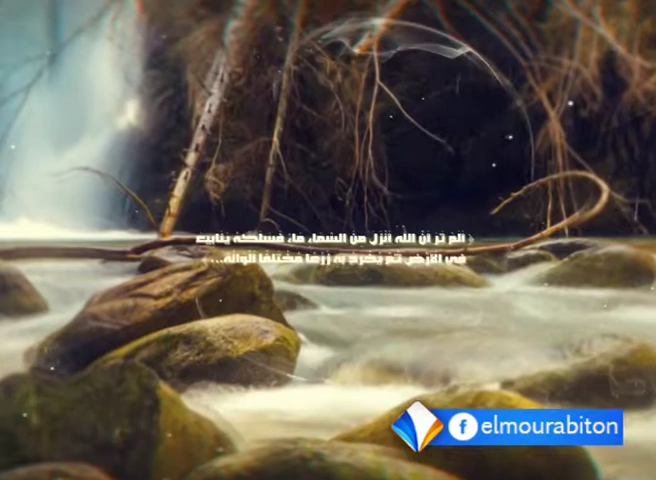 ﴿ ألم تر أن الله أنزل من السماء ماء فسلكه ينابيع
في الأرض ثم يخرج به زرعا مختلفا ألوانه...
elmourabiton